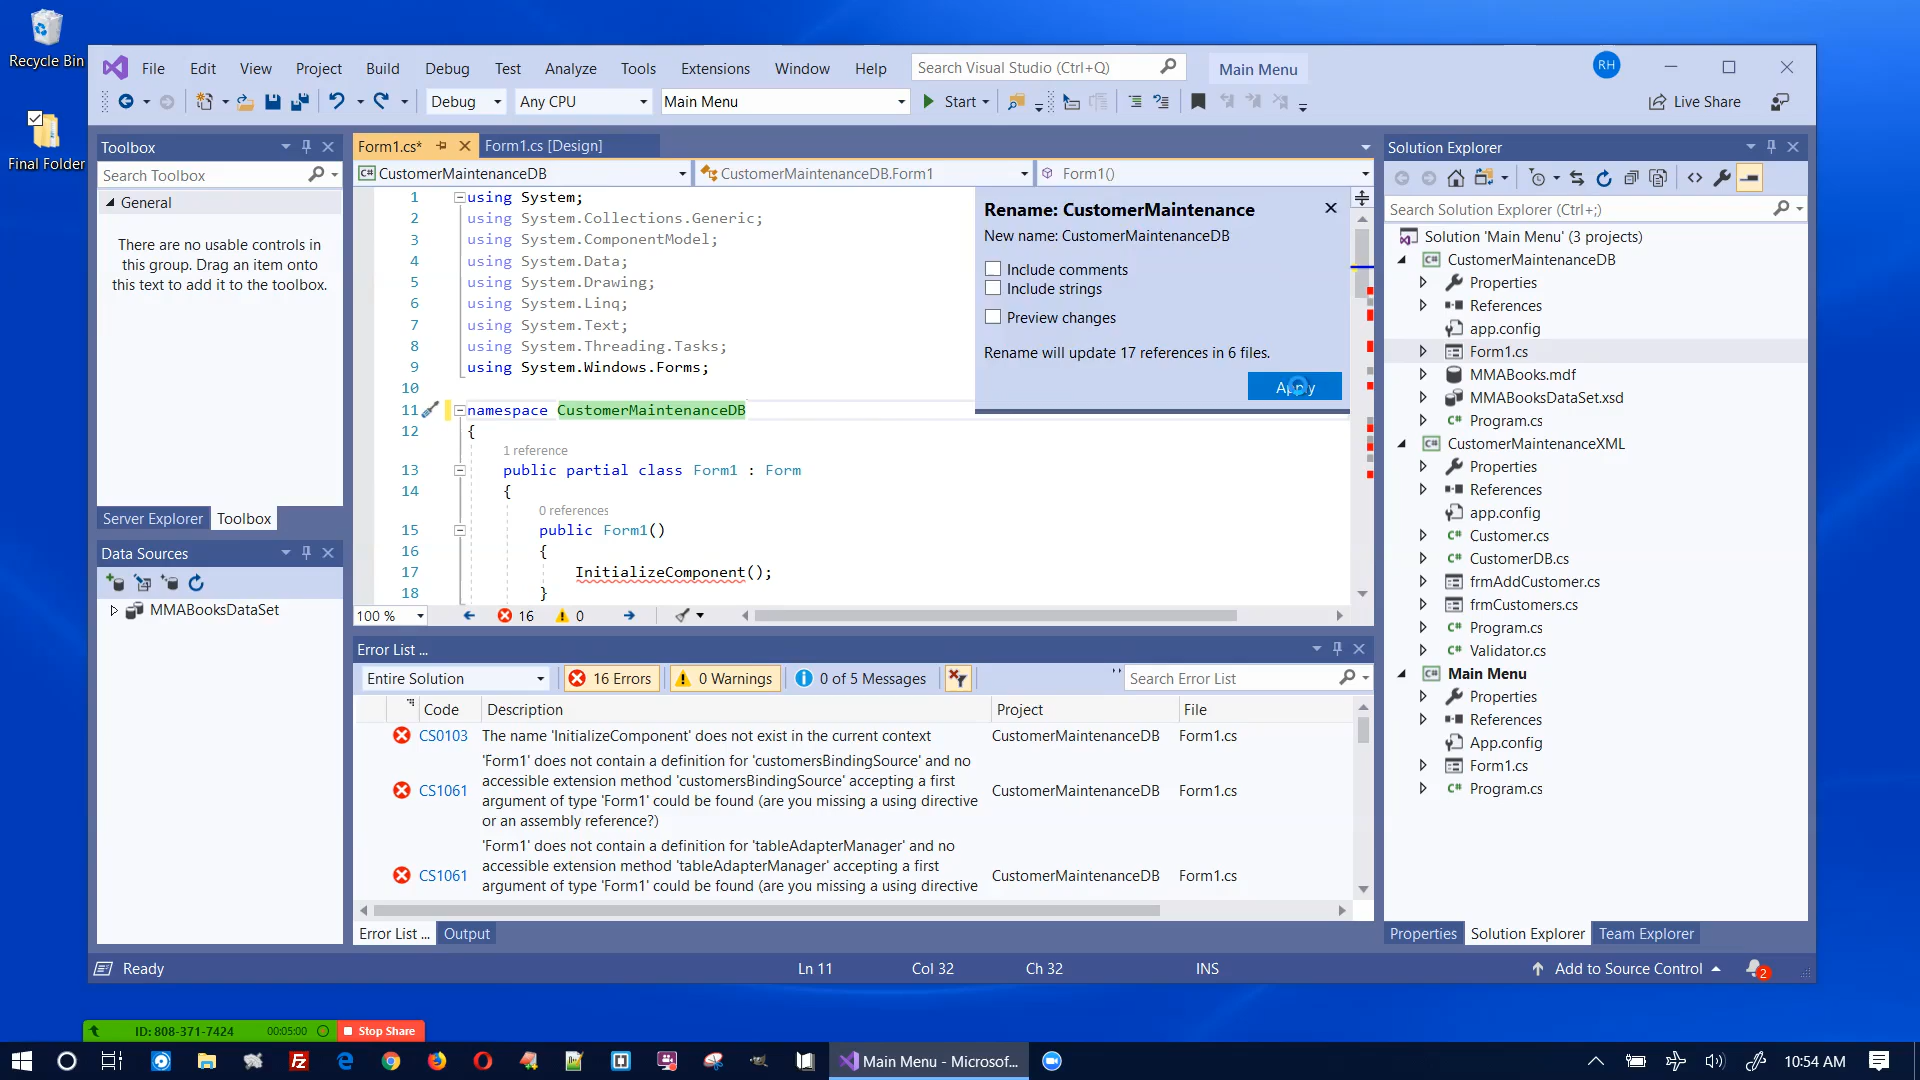 Recycle Bin
Final Folder
File Edit View Project Build Debug Test Analyze Tools Extensions Window Help
Search Visual Studio (Ctrl+Q)
Main Menu
RH
Debug
Any CPU
Main Menu
Start
Live Share
Toolbox
Search Toolbox
General
There are no usable controls in
this group. Drag an item onto
this text to add it to the toolbox.
Server Explorer Toolbox
Data Sources
MMABooksDataSet
Form1.cs*
Form1.cs [Design]
CustomerMaintenanceDB
CustomerMaintenanceDB.Form1
Form1()
1 using System;
2 using System.Collections.Generic;
3 using System.ComponentModel;
4 using System.Data;
5 using System.Drawing;
6 using System.Linq;
7 using System.Text;
8 using System.Threading.Tasks;
9 using System.Windows.Forms;
10
11 namespace CustomerMaintenanceDB
12 {
1 reference
13 public partial class Form1 : Form
14 {
0 references
15 public Form1()
16 {
17 InitializeComponent();
18 }
Rename: CustomerMaintenance
New name: CustomerMaintenanceDB
Include comments
Include strings
Preview changes
Rename will update 17 references in 6 files.
Apply
100 %
16
0
Error List ...
Entire Solution
16 Errors
0 Warnings
0 of 5 Messages
Search Error List
Code Description Project File
CS0103 The name 'InitializeComponent' does not exist in the current context CustomerMaintenanceDB Form1.cs
'Form1' does not contain a definition for 'customersBindingSource' and no
accessible extension method 'customersBindingSource' accepting a first
CS1061 argument of type 'Form1' could be found (are you missing a using directive CustomerMaintenanceDB Form1.cs
or an assembly reference?)
'Form1' does not contain a definition for 'tableAdapterManager' and no
accessible extension method 'tableAdapterManager' accepting a first
CS1061 argument of type 'Form1' could be found (are you missing a using directive CustomerMaintenanceDB Form1.cs
Error List ... Output
Solution Explorer
Search Solution Explorer (Ctrl+;)
Solution 'Main Menu' (3 projects)
CustomerMaintenanceDB
Properties
References
app.config
Form1.cs
MMABooks.mdf
MMABooksDataSet.xsd
Program.cs
CustomerMaintenanceXML
Properties
References
app.config
Customer.cs
CustomerDB.cs
frmAddCustomer.cs
frmCustomers.cs
Program.cs
Validator.cs
Main Menu
Properties
References
App.config
Form1.cs
Program.cs
Properties Solution Explorer Team Explorer
Ready
Ln 11
Col 32
Ch 32
INS
Add to Source Control
2
ID: 808-371-7424
00:05:00
Stop Share
Main Menu - Microsof...
10:54 AM